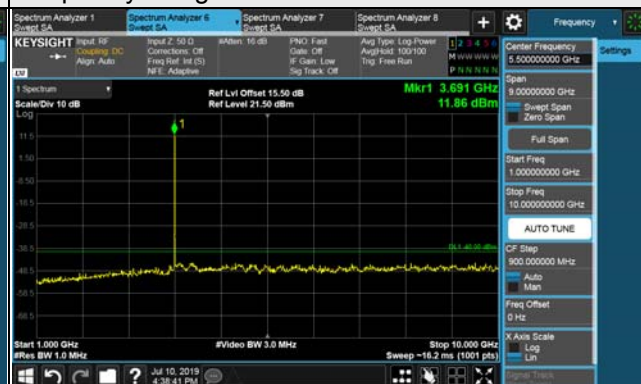 Spectrum Analyzer 1
Swept SA
Spectrum Analyzer 6
Swept SA
Spectrum Analyzer 7
Swept SA
Spectrum Analyzer 8
Swept SA
+
Frequency
KEYSIGHT
Input: RF
Coupling: DC
Align: Auto
Input Z: 50 Ω
Corrections: Off
Freq Ref: Int (S)
NFE: Adaptive
#Atten: 16 dB
PNO: Fast
Gate: Off
IF Gain: Low
Sig Track: Off
Avg Type: Log-Power
Avg|Hold: 100/100
Trig: Free Run
1 2 3 4 5 6
M W W W W W
P N N N N N
LXI
1 Spectrum
Scale/Div 10 dB
Log
Ref Lvl Offset 15.50 dB
Ref Level 21.50 dBm
Mkr1 3.691 GHz
11.86 dBm
1
11.5
1.50
-8.50
-18.5
-28.5
-38.5
-48.5
-58.5
-68.5
DL1 -40.00 dBm
Start 1.000 GHz
#Res BW 1.0 MHz
#Video BW 3.0 MHz
Stop 10.000 GHz
Sweep ~16.2 ms (1001 pts)
Center Frequency
5.500000000 GHz
Settings
Span
9.00000000 GHz
Swept Span
Zero Span
Full Span
Start Freq
1.000000000 GHz
Stop Freq
10.000000000 GHz
AUTO TUNE
CF Step
900.000000 MHz
Auto
Man
Freq Offset
0 Hz
X Axis Scale
Log
Lin
Signal Track
?
Jul 10, 2019
4:38:41 PM